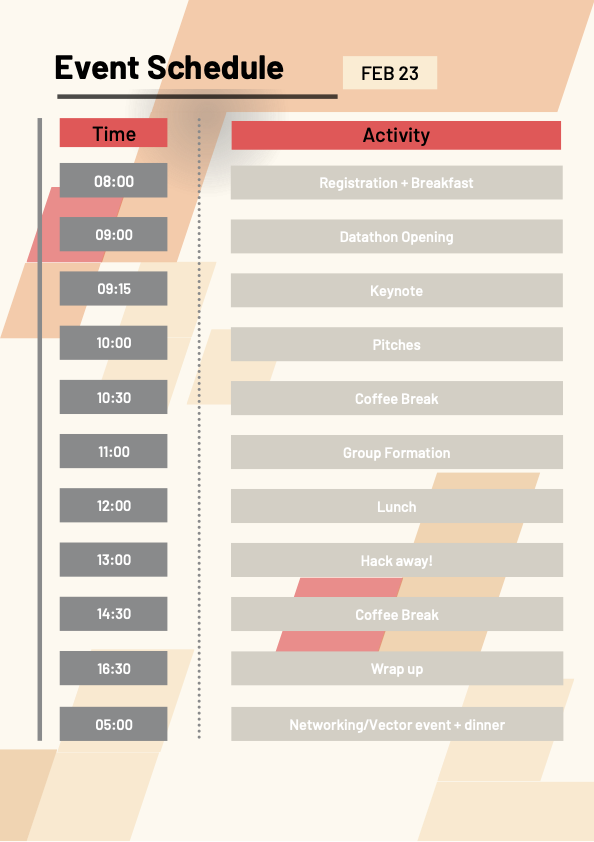 Event Schedule
FEB 23
Time Activity
08:00 Registration + Breakfast
09:00 Datathon Opening
09:15 Keynote
10:00 Pitches
10:30 Coffee Break
11:00 Group Formation
12:00 Lunch
13:00 Hack away!
14:30 Coffee Break
16:30 Wrap up
05:00 Networking/Vector event + dinner